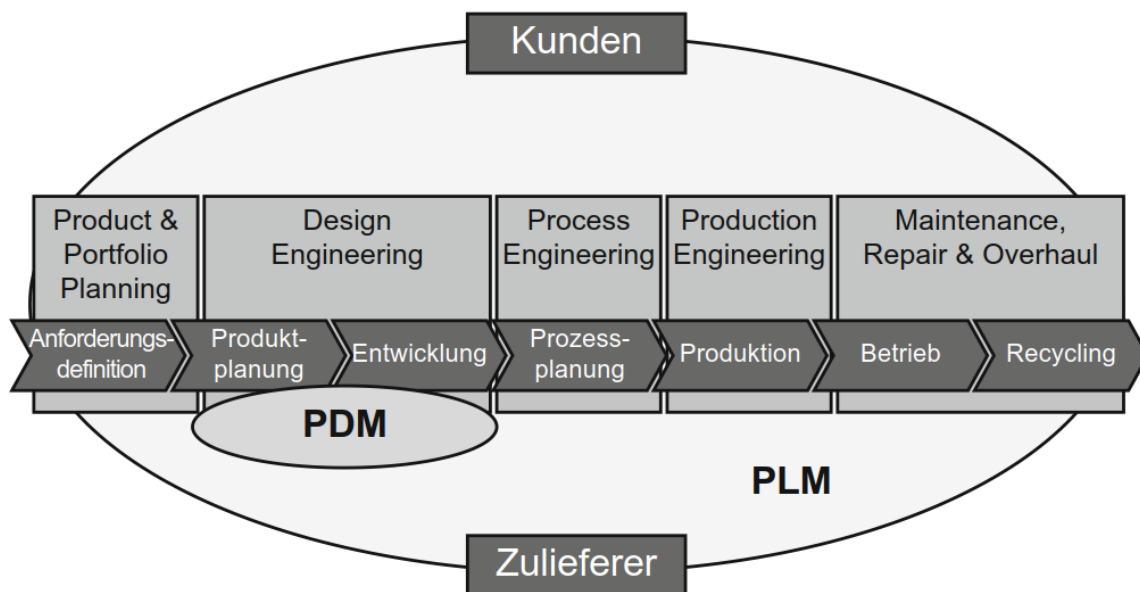 Kunden
Product &
Portfolio
Planning
Design
Engineering
Process
Engineering
Production
Engineering
Maintenance,
Repair & Overhaul
Anforderungs-
definition
Produkt-
planung
Entwicklung
Prozess-
planung
Produktion
Betrieb
Recycling
PDM
PLM
Zulieferer